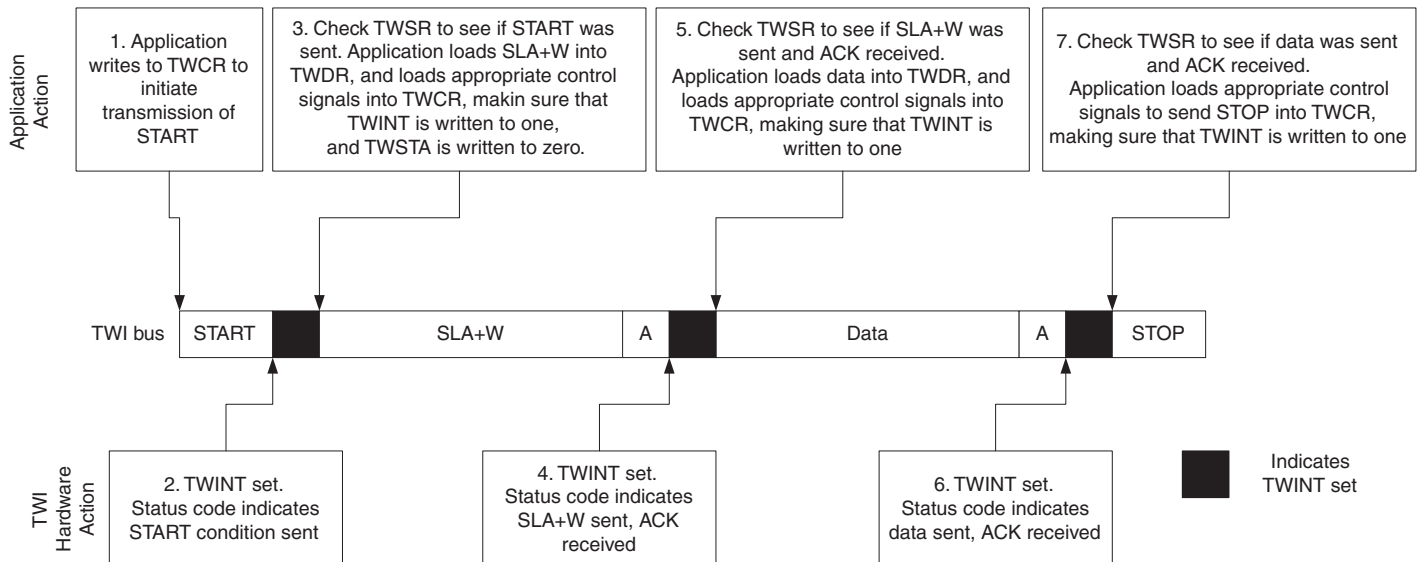 Application
Action
1. Application
writes to TWCR to
initiate
transmission of
START
3. Check TWSR to see if START was
sent. Application loads SLA+W into
TWDR, and loads appropriate control
signals into TWCR, makin sure that
TWINT is written to one,
and TWSTA is written to zero.
5. Check TWSR to see if SLA+W was
sent and ACK received.
Application loads data into TWDR, and
loads appropriate control signals into
TWCR, making sure that TWINT is
written to one
7. Check TWSR to see if data was sent
and ACK received.
Application loads appropriate control
signals to send STOP into TWCR,
making sure that TWINT is written to one
TWI bus
START
SLA+W
A
Data
A
STOP
TWI
Hardware
Action
2. TWINT set.
Status code indicates
START condition sent
4. TWINT set.
Status code indicates
SLA+W sent, ACK
received
6. TWINT set.
Status code indicates
data sent, ACK received
Indicates
TWINT set